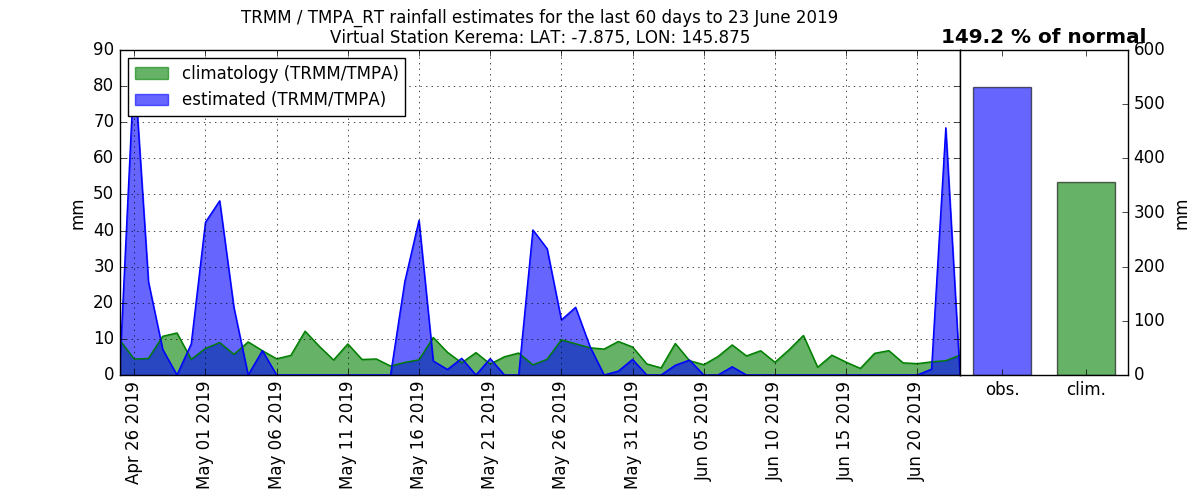 TRMM / TMPA_RT rainfall estimates for the last 60 days to 23 June 2019
Virtual Station Kerema: LAT: -7.875, LON: 145.875
149.2 % of normal
climatology (TRMM/TMPA)
estimated (TRMM/TMPA)
90
80
70
60
50
40
30
20
10
0
mm
Apr 26 2019
May 01 2019
May 06 2019
May 11 2019
May 16 2019
May 21 2019
May 26 2019
May 31 2019
Jun 05 2019
Jun 10 2019
Jun 15 2019
Jun 20 2019
600
500
400
300
200
100
0
mm
obs.
clim.